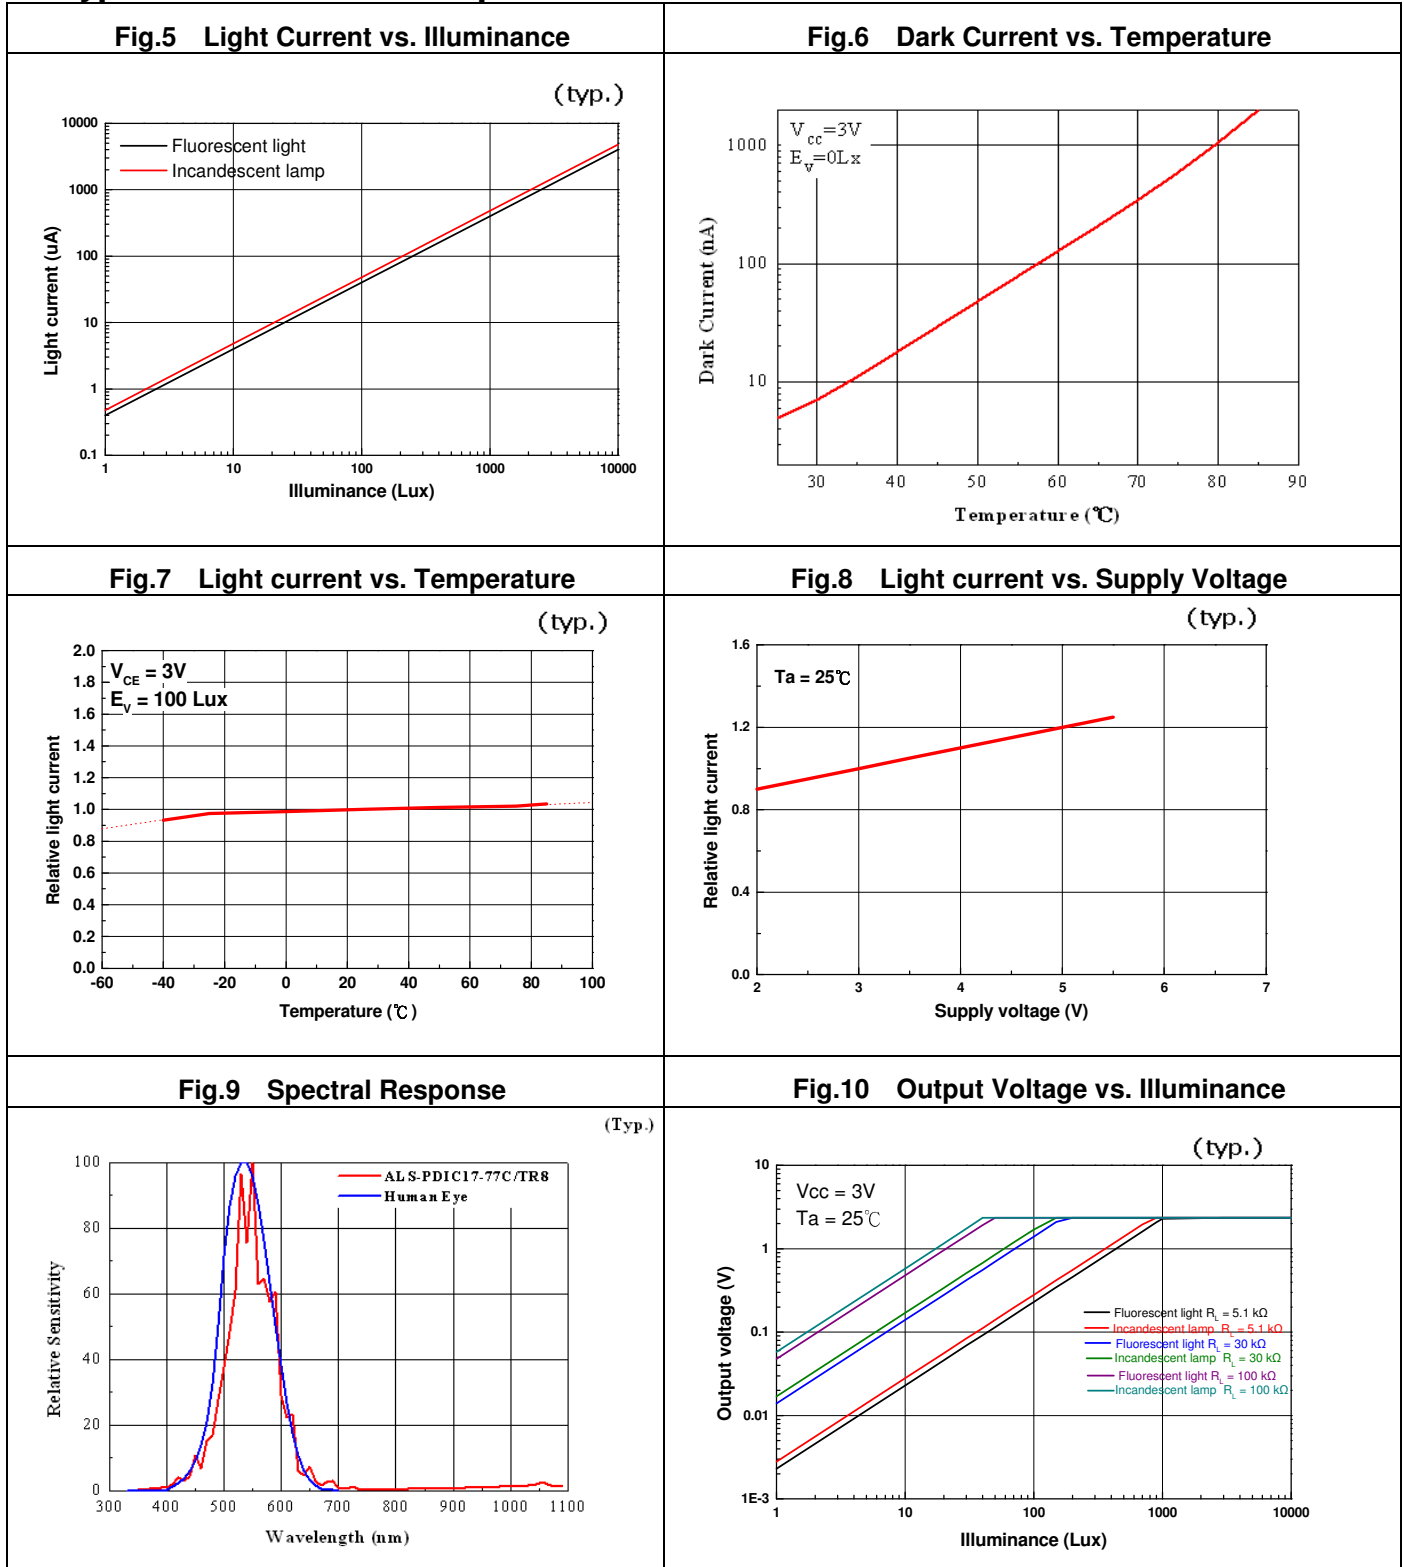 Fig.5 Light Current vs. Illuminance
(typ.)
Fluorescent light
Incandescent lamp
10000
1000
100
10
1
0.1
1 10 100 1000 10000
Light current (uA)
Illuminance (Lux)
Fig.6 Dark Current vs. Temperature
Vcc=3V
Ev=0Lx
1000
100
10
30 40 50 60 70 80 90
Dark Current (nA)
Temperature (℃)
Fig.7 Light current vs. Temperature
(typ.)
VCE = 3V
EV = 100 Lux
2.0
1.8
1.6
1.4
1.2
1.0
0.8
0.6
0.4
0.2
0.0
-60 -40 -20 0 20 40 60 80 100
Relative light current
Temperature (℃)
Fig.8 Light current vs. Supply Voltage
(typ.)
Ta = 25℃
1.6
1.2
0.8
0.4
0.0
2 3 4 5 6 7
Relative light current
Supply voltage (V)
Fig.9 Spectral Response
(Typ.)
ALS-PDIC17-77C/TR8
Human Eye
100
80
60
40
20
0
300 400 500 600 700 800 900 1000 1100
Relative Sensitivity
Wavelength (nm)
Fig.10 Output Voltage vs. Illuminance
(typ.)
Vcc = 3V
Ta = 25℃
10
1
0.1
0.01
1E-3
1 10 100 1000 10000
Output voltage (V)
Illuminance (Lux)
Fluorescent light RL = 5.1 kΩ
Incandescent lamp RL = 5.1 kΩ
Fluorescent light RL = 30 kΩ
Incandescent lamp RL = 30 kΩ
Fluorescent light RL = 100 kΩ
Incandescent lamp RL = 100 kΩ